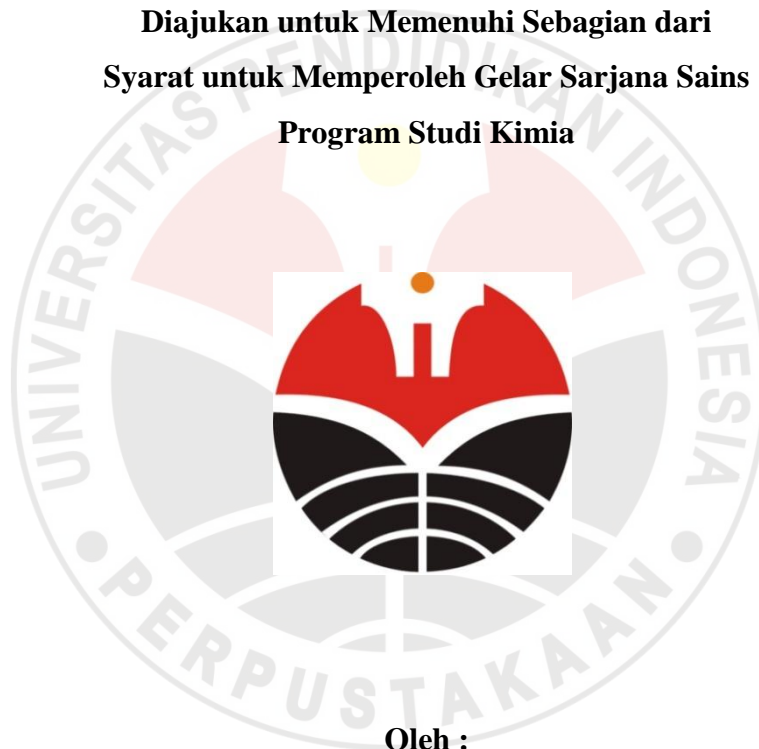 Diajukan untuk Memenuhi Sebagian dari
Syarat untuk Memperoleh Gelar Sarjana Sains
Program Studi Kimia
UNIVERSITAS PENDIDIKAN INDONESIA
PERPUSTAKAAN
Oleh :